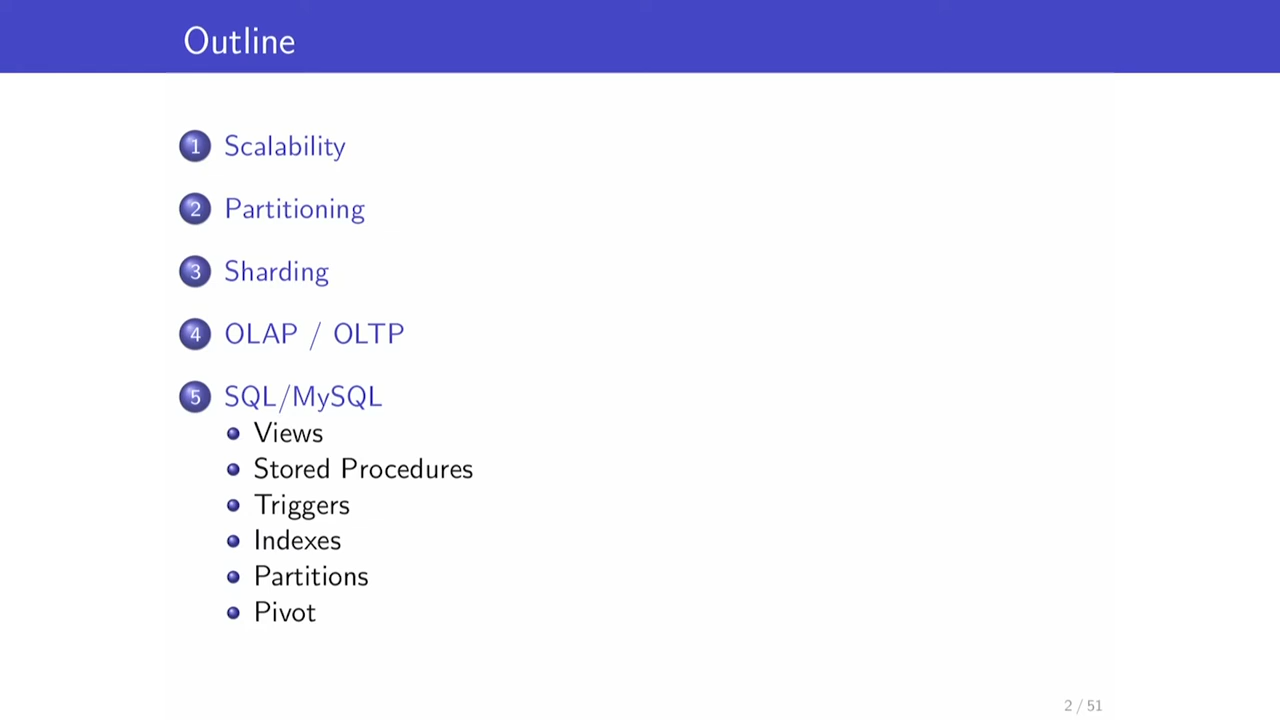 Outline
1 Scalability
2 Partitioning
3 Sharding
4 OLAP / OLTP
5 SQL/MySQL
Views
Stored Procedures
Triggers
Indexes
Partitions
Pivot
2 / 51